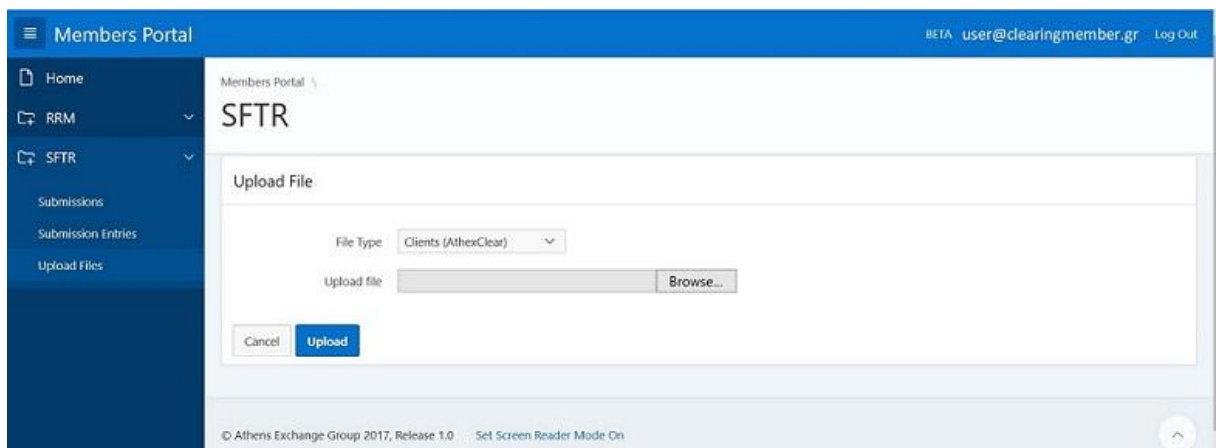 Members Portal
BETA user@clearingmember.gr Log Out
Home
RRM
SFTR
Submissions
Submission Entries
Upload Files
Members Portal \
SFTR
Upload File
File Type Clients (AthexClear)
Upload file Browse...
Cancel Upload
© Athens Exchange Group 2017, Release 1.0 Set Screen Reader Mode On